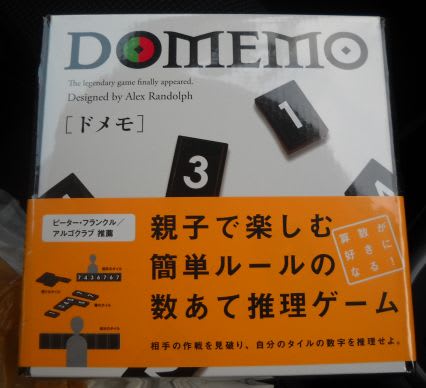 DOMEMO
The legendary game finally appeared.
Designed by Alex Randolph
[ドメモ]
1
3
4
ピーター・フランクル/
アルゴクラブ 推薦
親子で楽しむ
簡単ルールの
数あて推理ゲーム
算数が
好きに
なる!
7436767
相手の作戦を見破り、自分のタイルの数字を推理せよ。